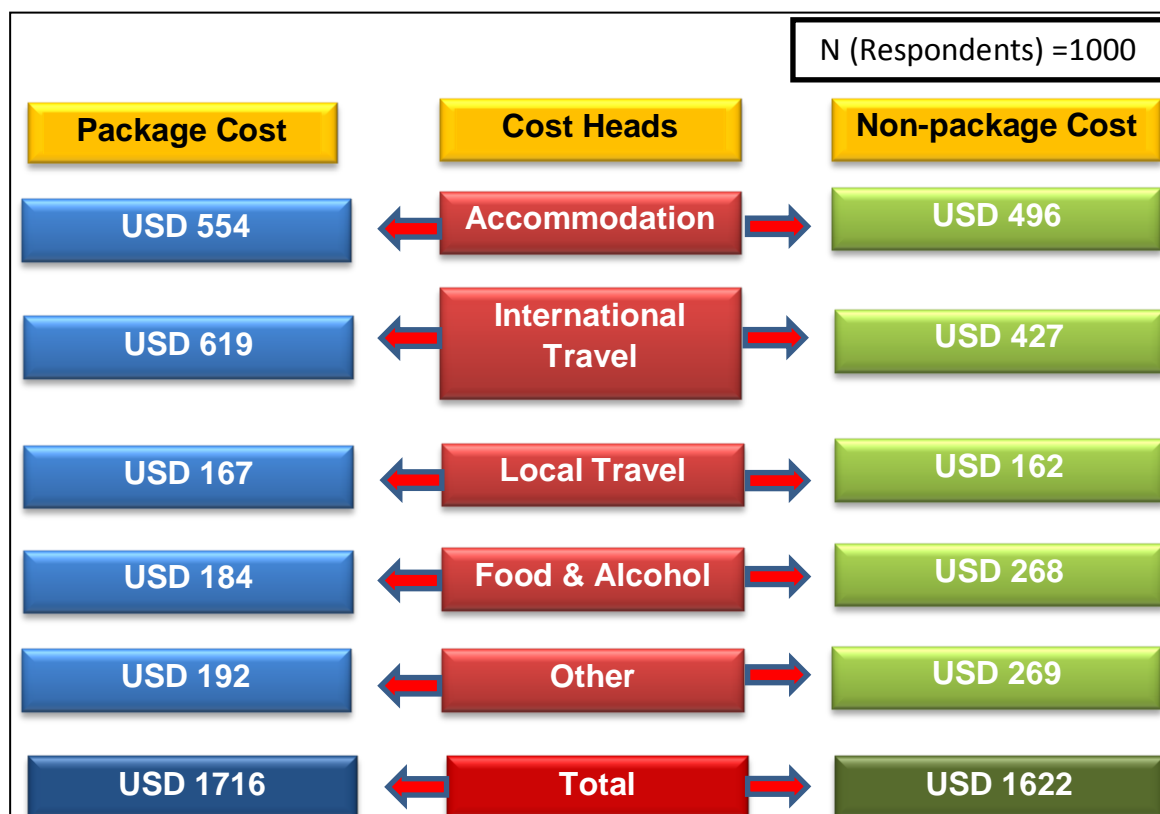 N (Respondents) =1000
Package Cost
Cost Heads
Non-package Cost
USD 554
Accommodation
USD 496
USD 619
International
Travel
USD 427
USD 167
Local Travel
USD 162
USD 184
Food & Alcohol
USD 268
USD 192
Other
USD 269
USD 1716
Total
USD 1622